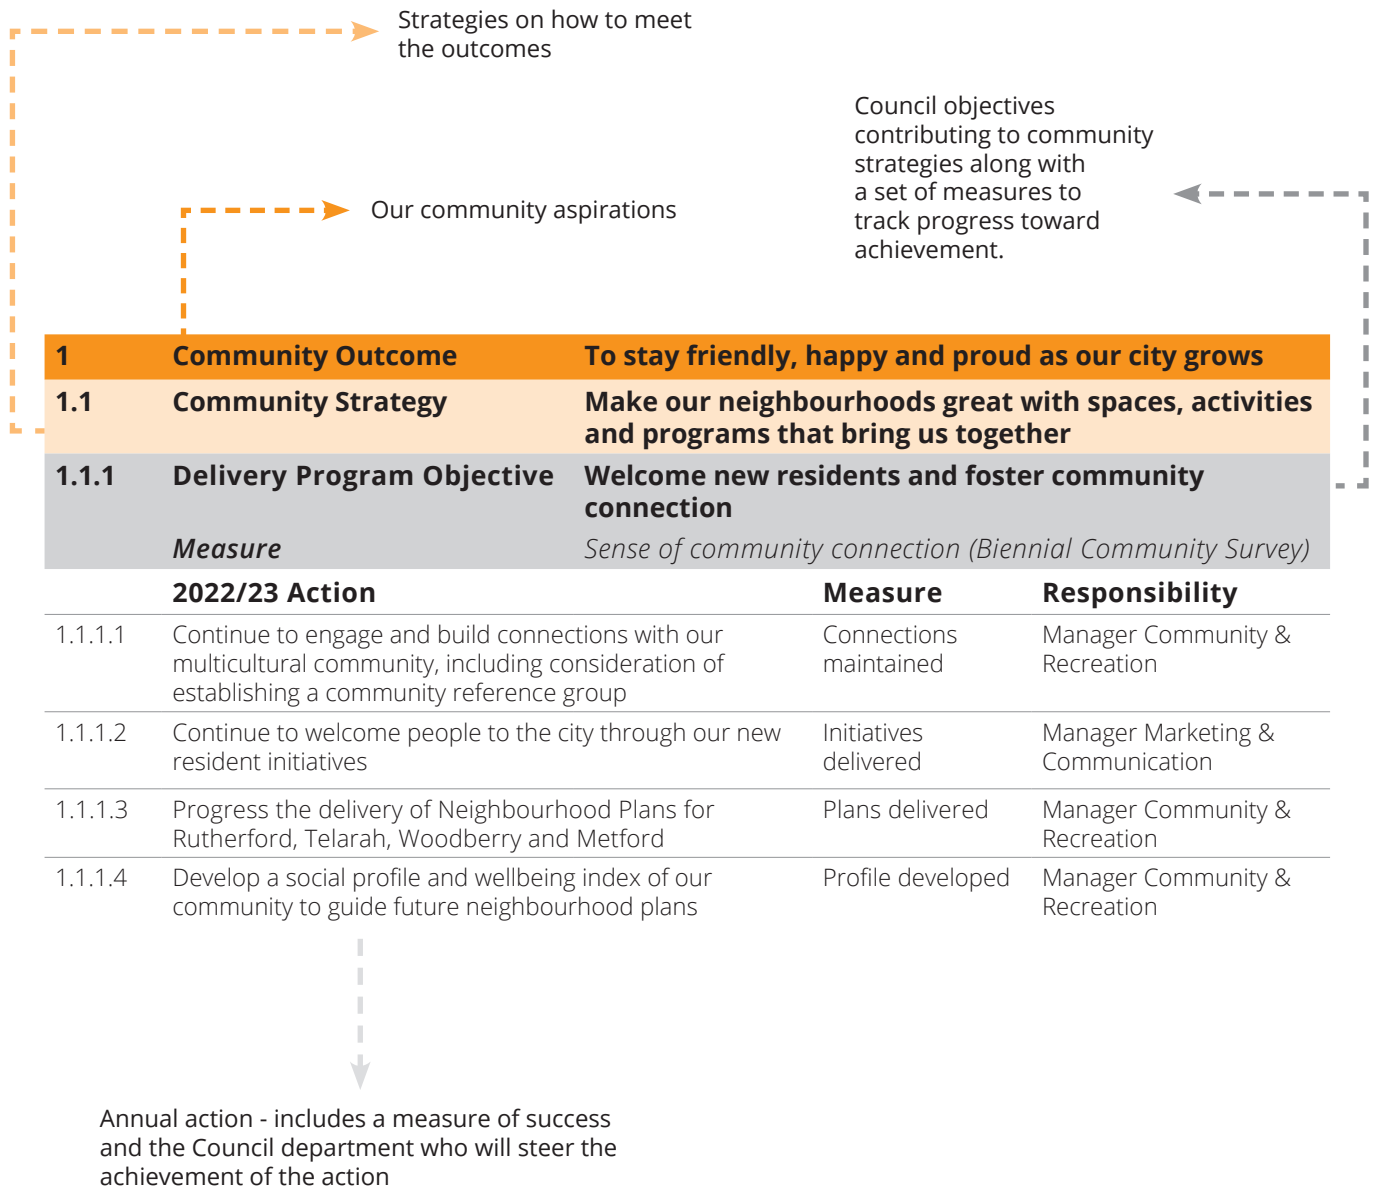 Strategies on how to meet
the outcomes
Council objectives
contributing to community
strategies along with
a set of measures to
track progress toward
achievement.
Our community aspirations
1 Community Outcome To stay friendly, happy and proud as our city grows
1.1 Community Strategy Make our neighbourhoods great with spaces, activities
and programs that bring us together
1.1.1 Delivery Program Objective Welcome new residents and foster community
connection
Measure Sense of community connection (Biennial Community Survey)
2022/23 Action Measure Responsibility
1.1.1.1 Continue to engage and build connections with our Connections Manager Community &
multicultural community, including consideration of maintained Recreation
establishing a community reference group
1.1.1.2 Continue to welcome people to the city through our new Initiatives Manager Marketing &
resident initiatives delivered Communication
1.1.1.3 Progress the delivery of Neighbourhood Plans for Plans delivered Manager Community &
Rutherford, Telarah, Woodberry and Metford Recreation
1.1.1.4 Develop a social profile and wellbeing index of our Profile developed Manager Community &
community to guide future neighbourhood plans Recreation
Annual action - includes a measure of success
and the Council department who will steer the
achievement of the action